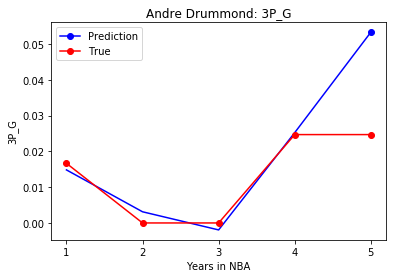 Andre Drummond: 3P_G
Prediction
True
3P_G
0.05
0.04
0.03
0.02
0.01
0.00
1 2 3 4 5
Years in NBA